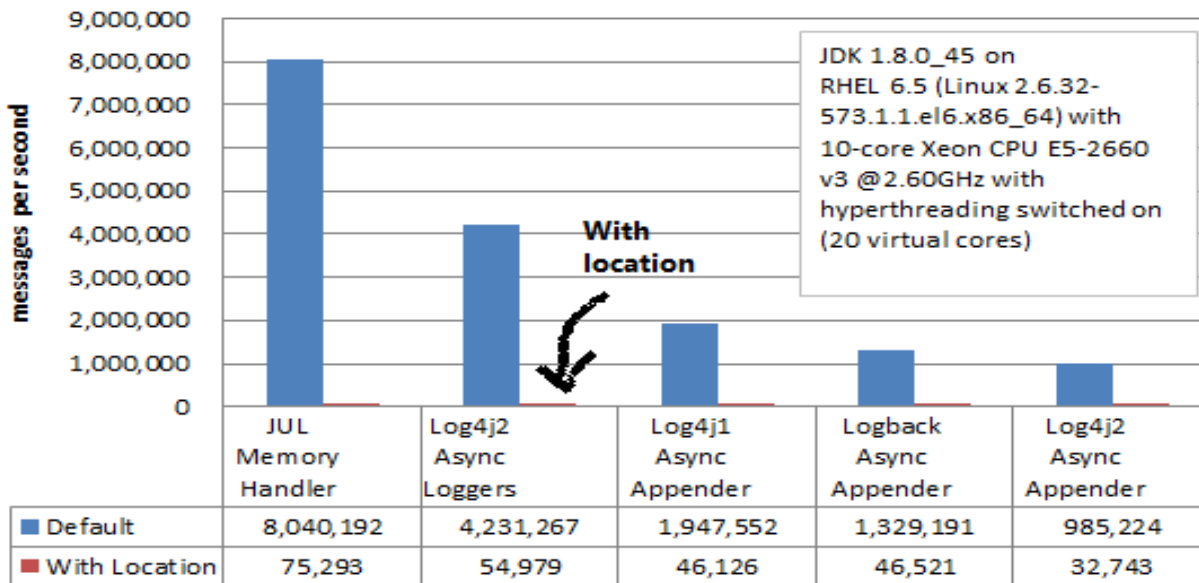 9,000,000
8,000,000
7,000,000
6,000,000
5,000,000
4,000,000
3,000,000
2,000,000
1,000,000
0
messages per second
JDK 1.8.0_45 on
RHEL 6.5 (Linux 2.6.32-
573.1.1.el6.x86_64) with
10-core Xeon CPU E5-2660
v3 @2.60GHz with
hyperthreading switched on
(20 virtual cores)
With
location
JUL
Memory
Handler
Log4j2
Async
Loggers
Log4j1
Async
Appender
Logback
Async
Appender
Log4j2
Async
Appender
Default 8,040,192 4,231,267 1,947,552 1,329,191 985,224
With Location 75,293 54,979 46,126 46,521 32,743